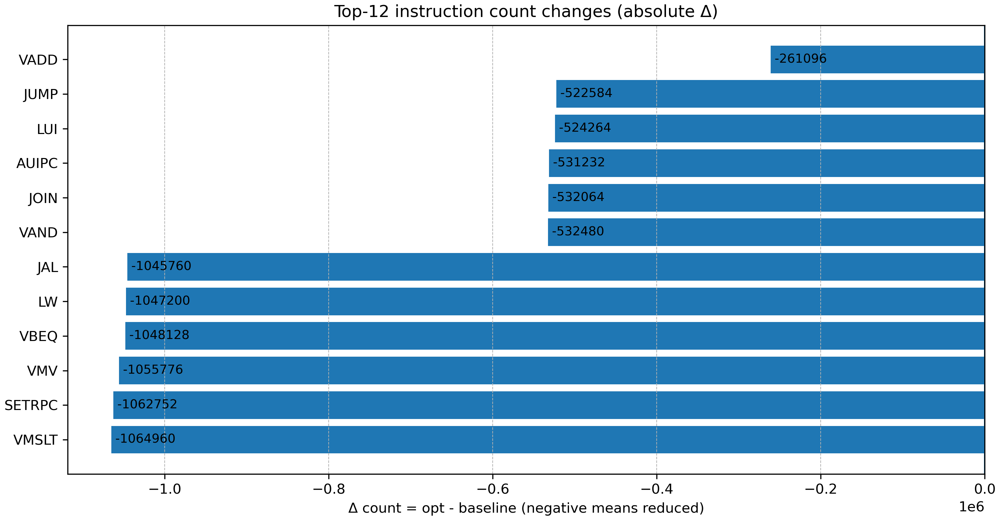 Top-12 instruction count changes (absolute Δ)
VADD
-261096
JUMP
-522584
LUI
-524264
AUIPC
-531232
JOIN
-532064
VAND
-532480
JAL
-1045760
LW
-1047200
VBEQ
-1048128
VMV
-1055776
SETRPC
-1062752
VMSLT
-1064960
−1.0 −0.8 −0.6 −0.4 −0.2 0.0
1e6
Δ count = opt - baseline (negative means reduced)